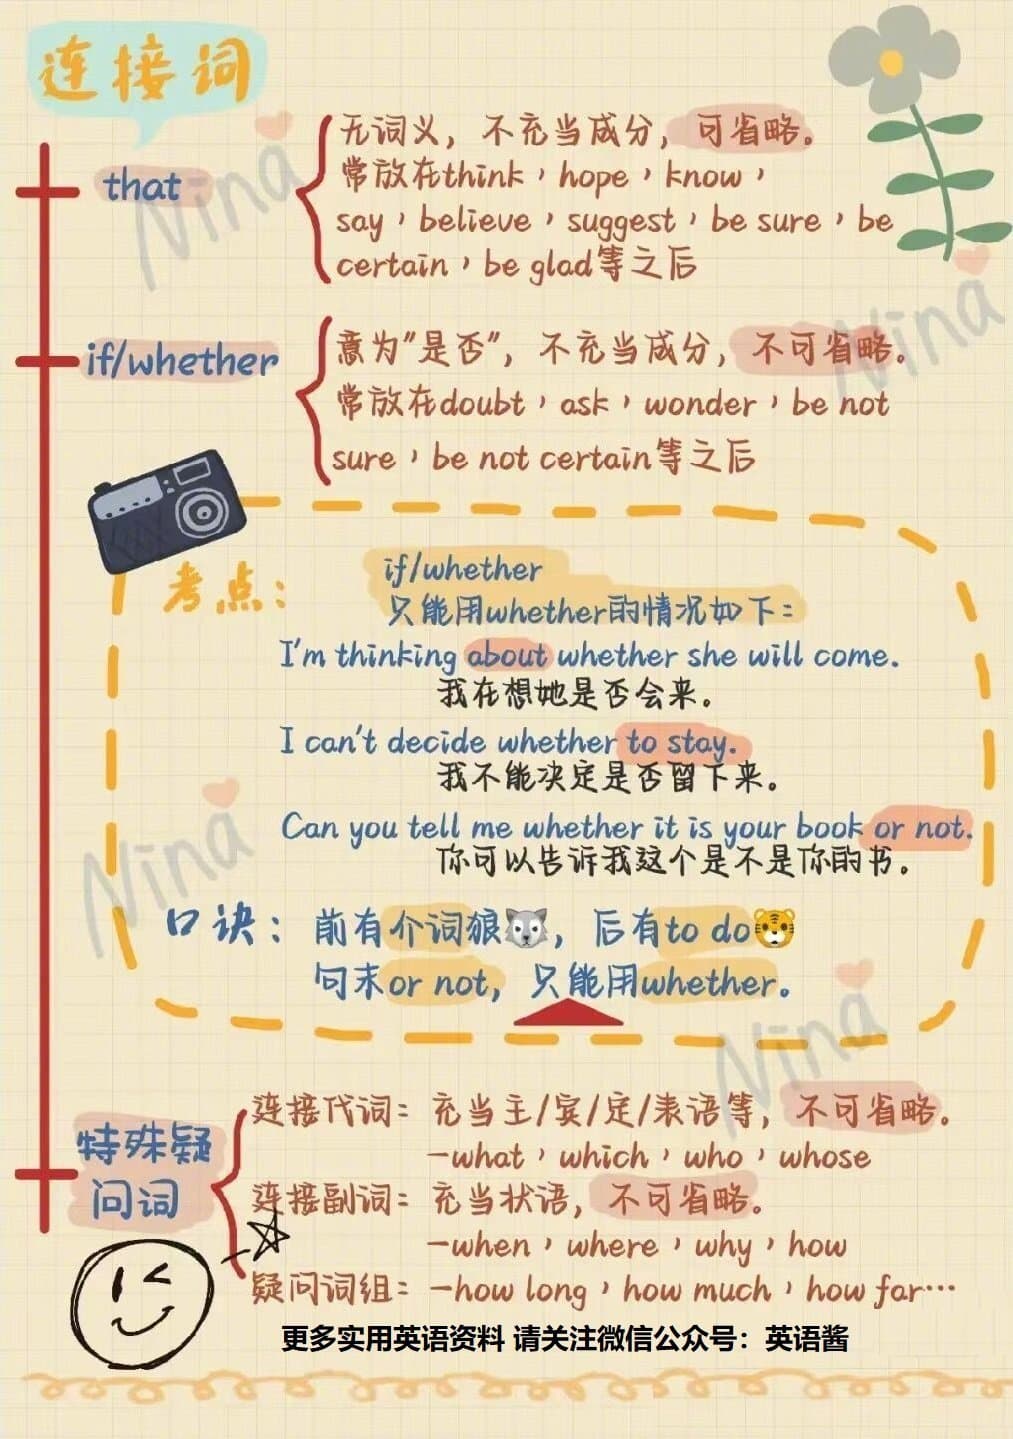 连接词
that
无词义，不充当成分，可省略。
常放在think，hope，know，
say，believe，suggest，be sure，be
certain，be glad等之后
if/whether
意为"是否"，不充当成分，不可省略。
常放在doubt，ask，wonder，be not
sure，be not certain等之后
考点：
if/whether
只能用whether的情况如下：
I'm thinking about whether she will come.
我在想她是否会来。
I can't decide whether to stay.
我不能决定是否留下来。
Can you tell me whether it is your book or not.
你可以告诉我这个是不是你的书。
口诀：前有个词狼🐺，后有to do🐯
句末or not，只能用whether。
特殊疑
问词
连接代词：充当主/宾/定/表语等，不可省略。
—what，which，who，whose
连接副词：充当状语，不可省略。
—when，where，why，how
疑问词组：—how long，how much，how far…
更多实用英语资料 请关注微信公众号：英语酱
Nina
Nina
Nina
Nina